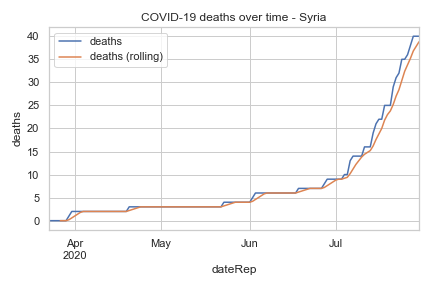 COVID-19 deaths over time - Syria
deaths
deaths (rolling)
40
35
30
25
20
15
10
5
0
deaths
Apr
2020
May
Jun
Jul
dateRep